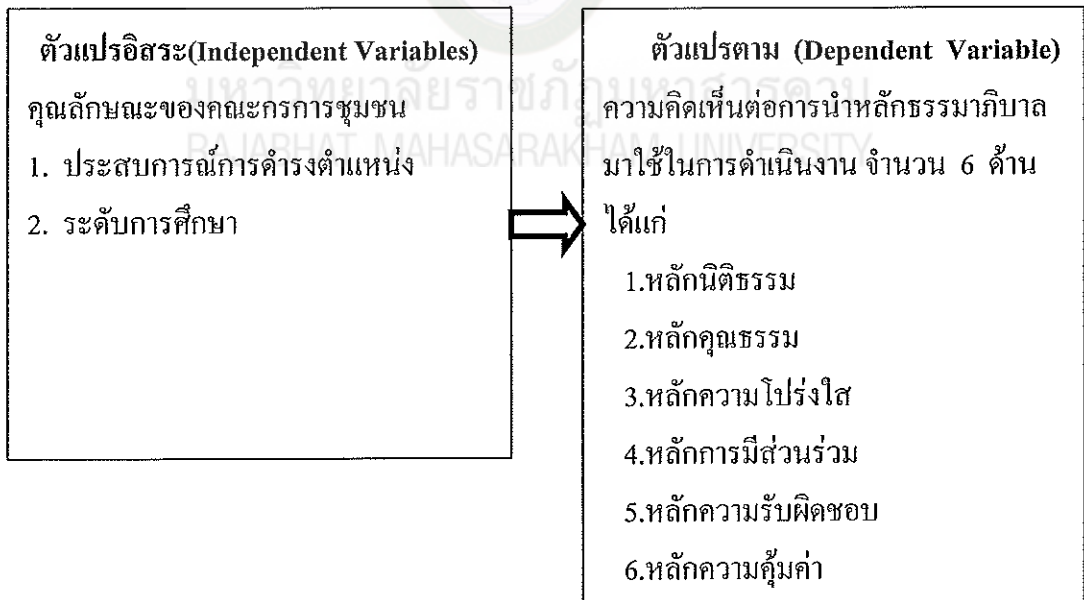 ตัวแปรอิสระ(Independent Variables)
คุณลักษณะของคณะกรการชุมชน
1. ประสบการณ์การดำรงตำแหน่ง
2. ระดับการศึกษา
ตัวแปรตาม (Dependent Variable)
ความคิดเห็นต่อการนำหลักธรรมาภิบาล
มาใช้ในการดำเนินงาน จำนวน 6 ด้าน
ได้แก่
1.หลักนิติธรรม
2.หลักคุณธรรม
3.หลักความโปร่งใส
4.หลักการมีส่วนร่วม
5.หลักความรับผิดชอบ
6.หลักความคุ้มค่า
มหาวิทยาลัยราชภัฏมหาสารคาม
RAJABHAT MAHASARAKHAM UNIVERSITY